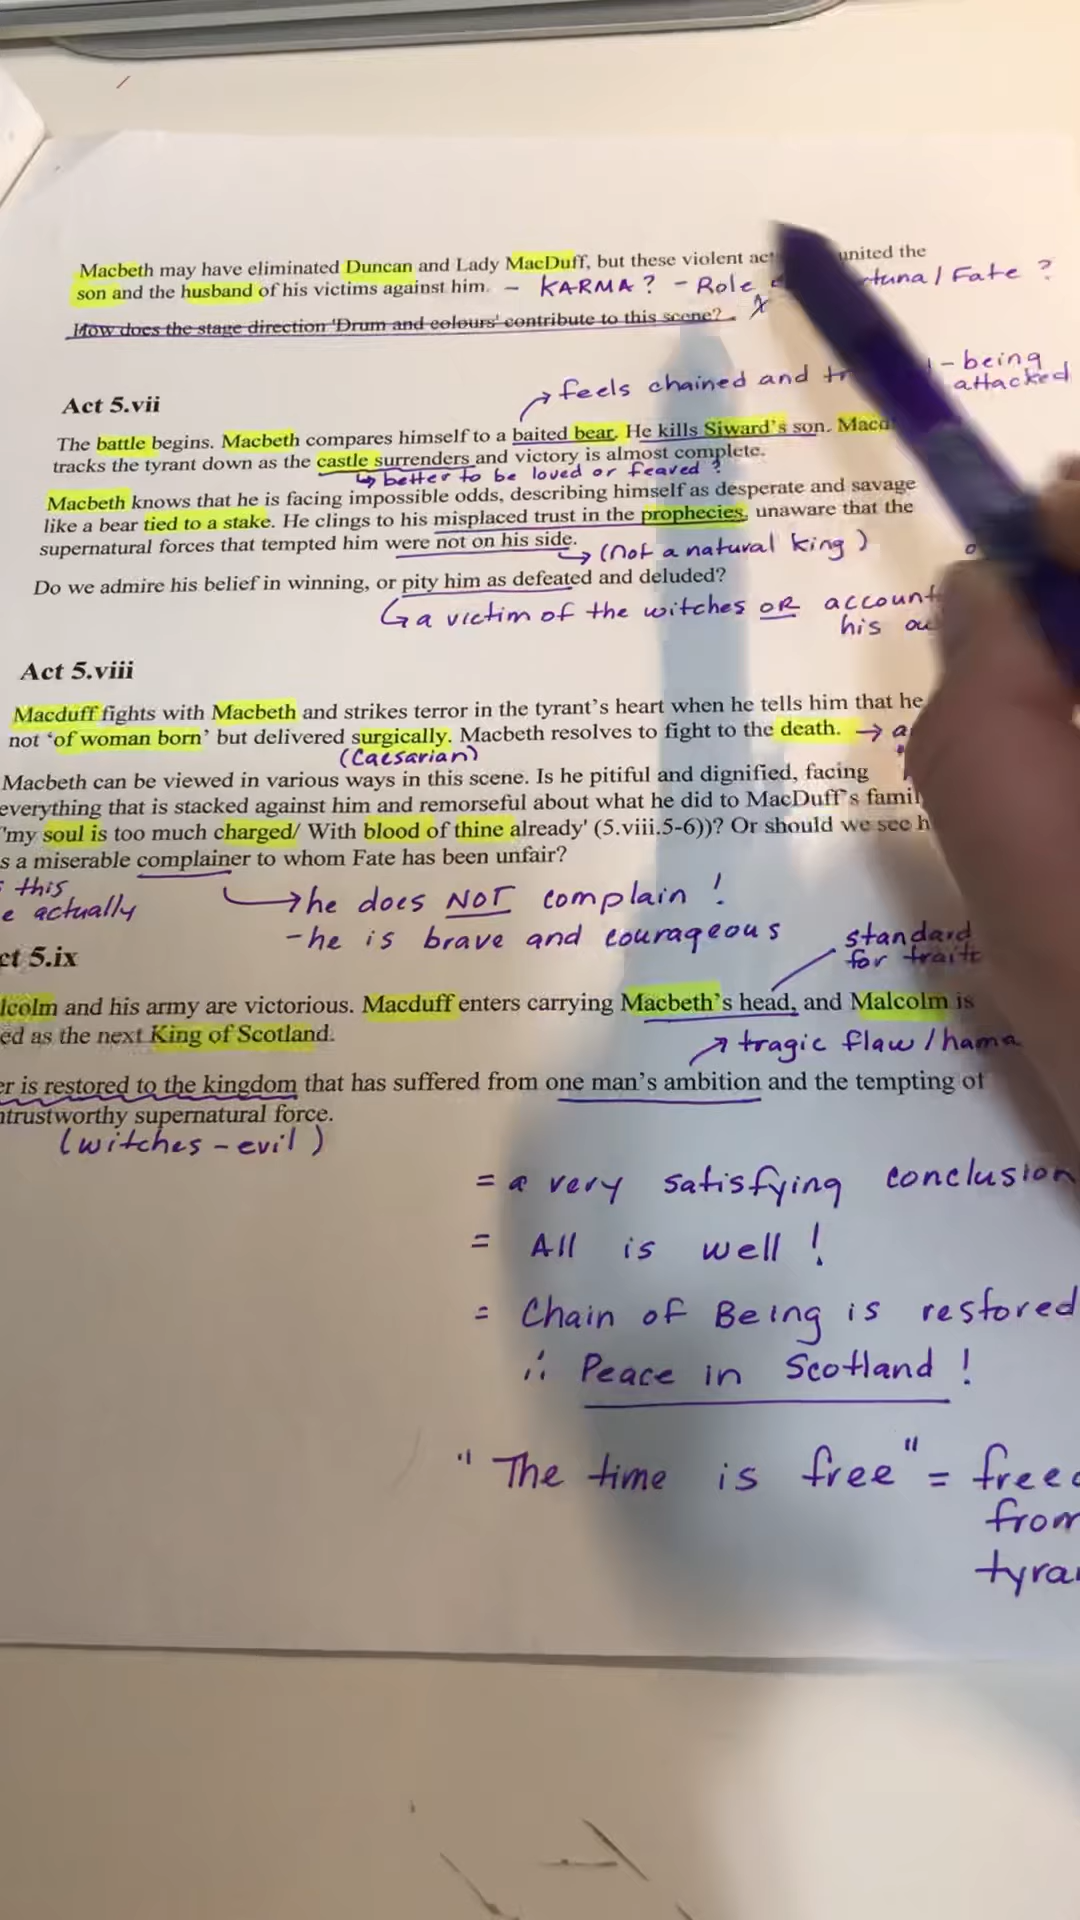 Macbeth may have eliminated Duncan and Lady MacDuff, but these violent united the
son and the husband of his victims against him. - KARMA? - Role / Fate ?
How does the stage direction 'Drum and colours' contribute to this scene?
feels chained and - being
attacked
Act 5.vii
The battle begins. Macbeth compares himself to a baited bear. He kills Siward's son.
tracks the tyrant down as the castle surrenders and victory is almost complete.
better to be loved or feared ?
Macbeth knows that he is facing impossible odds, describing himself as desperate and savage
like a bear tied to a stake. He clings to his misplaced trust in the prophecies, unaware that the
supernatural forces that tempted him were not on his side.
(not a natural king)
Do we admire his belief in winning, or pity him as defeated and deluded?
a victim of the witches OR
his
Act 5.viii
Macduff fights with Macbeth and strikes terror in the tyrant's heart when he tells him that he
not 'of woman born' but delivered surgically. Macbeth resolves to fight to the death.
(Caesarian)
Macbeth can be viewed in various ways in this scene. Is he pitiful and dignified, facing
everything that is stacked against him and remorseful about what he did to MacDuff's
'my soul is too much charged/ With blood of thine already' (5.viii.5-6))? Or should we see
a miserable complainer to whom Fate has been unfair?
this
actually
he does NOT complain !
- he is brave and courageous
standard
for
5.ix
and his army are victorious. Macduff enters carrying Macbeth's head, and Malcolm is
as the next King of Scotland.
tragic flaw /
is restored to the kingdom that has suffered from one man's ambition and the tempting of
supernatural force.
(witches - evil)
= a very satisfying conclusion
= All is well !
= Chain of Being is restored
∴ Peace in Scotland !
"The time is free" =
from